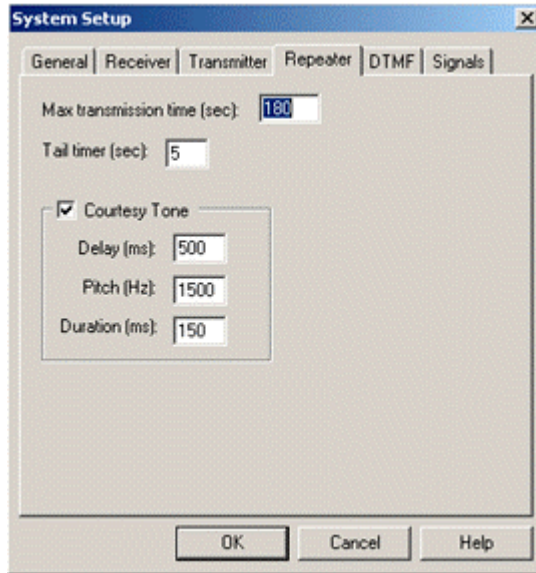 System Setup
General Receiver Transmitter Repeater DTMF Signals
Max transmission time (sec): 180
Tail timer (sec): 5
Courtesy Tone
Delay (ms): 500
Pitch (Hz): 1500
Duration (ms): 150
OK Cancel Help